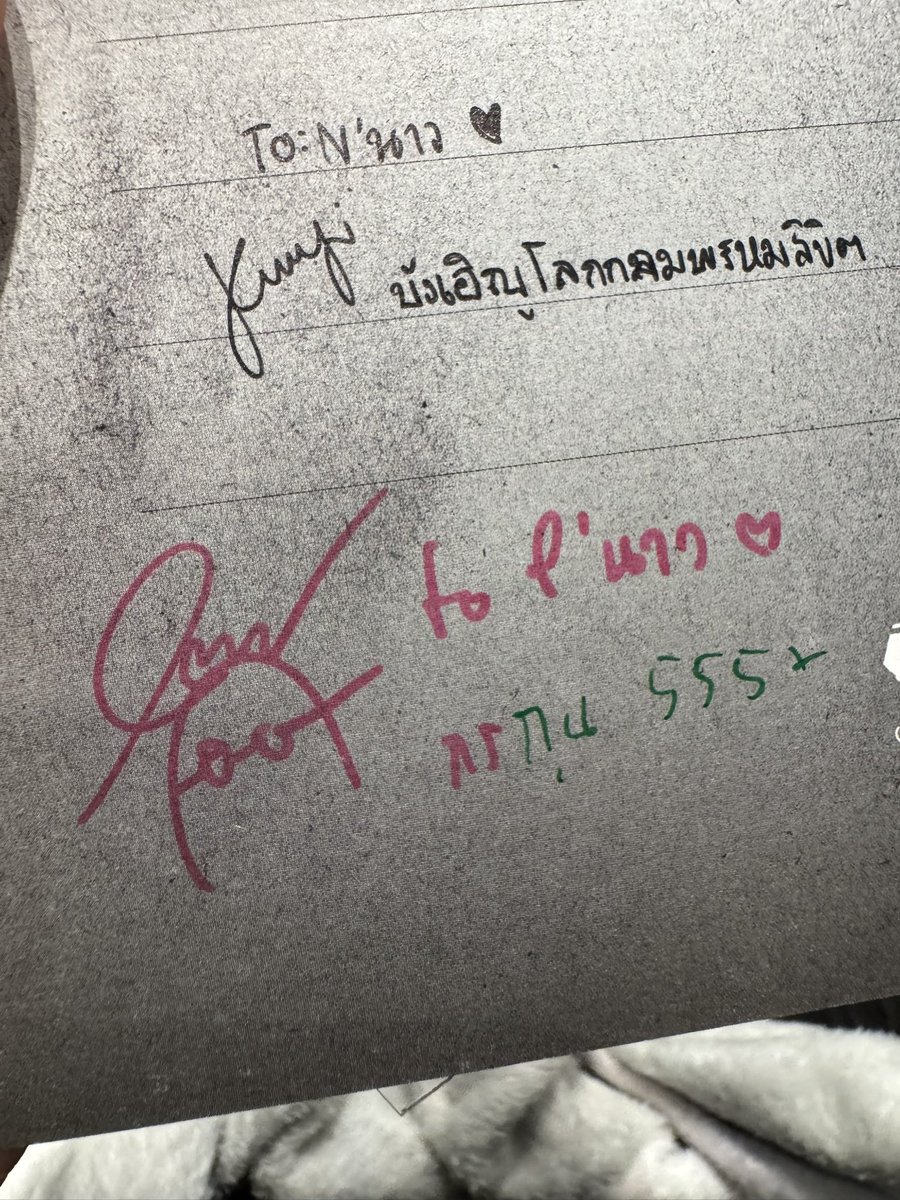 To: N'นาว ♥
บังเอิญโลกกลมพรหมลิขิต
to P'นาว ♡
กรกุน 555+